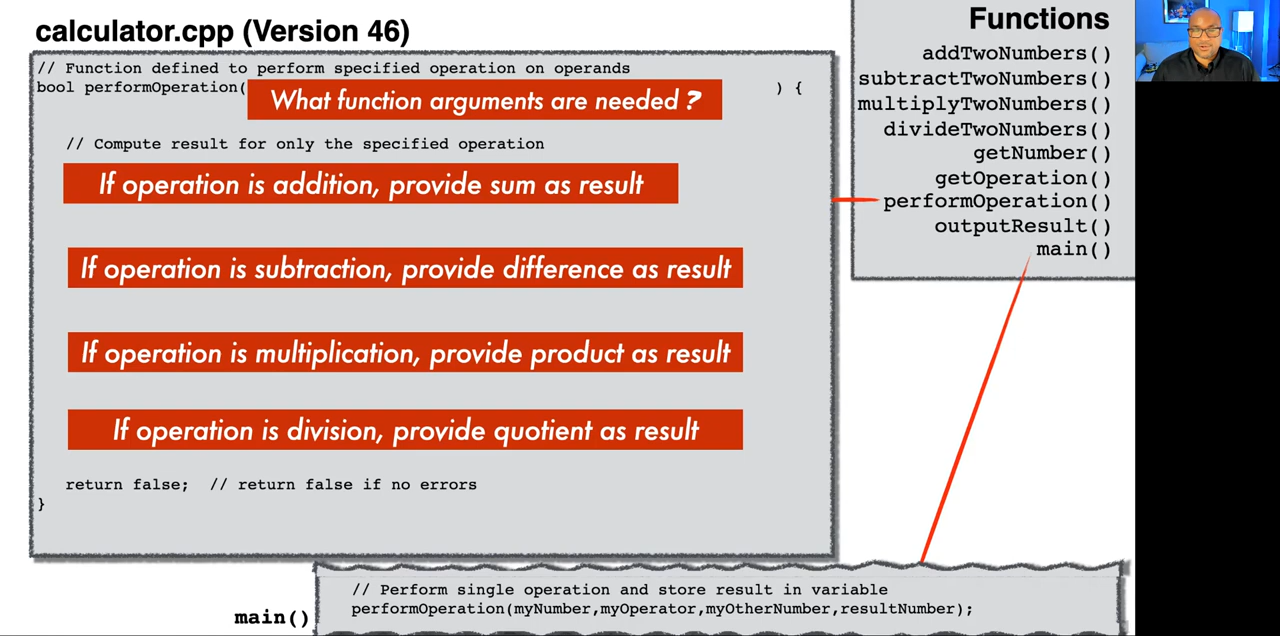 calculator.cpp (Version 46)
// Function defined to perform specified operation on operands
bool performOperation( What function arguments are needed ? ) {
// Compute result for only the specified operation
If operation is addition, provide sum as result
If operation is subtraction, provide difference as result
If operation is multiplication, provide product as result
If operation is division, provide quotient as result
return false;  // return false if no errors
}
Functions
addTwoNumbers()
subtractTwoNumbers()
multiplyTwoNumbers()
divideTwoNumbers()
getNumber()
getOperation()
performOperation()
outputResult()
main()
main()
// Perform single operation and store result in variable
performOperation(myNumber,myOperator,myOtherNumber,resultNumber);